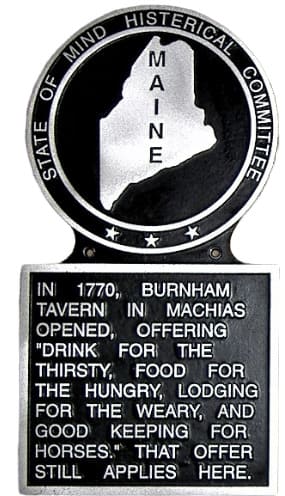 STATE OF MIND HISTERICAL COMMITTEE
MAINE
IN 1770, BURNHAM
TAVERN IN MACHIAS
OPENED, OFFERING
"DRINK FOR THE
THIRSTY, FOOD FOR
THE HUNGRY, LODGING
FOR THE WEARY, AND
GOOD KEEPING FOR
HORSES." THAT OFFER
STILL APPLIES HERE.